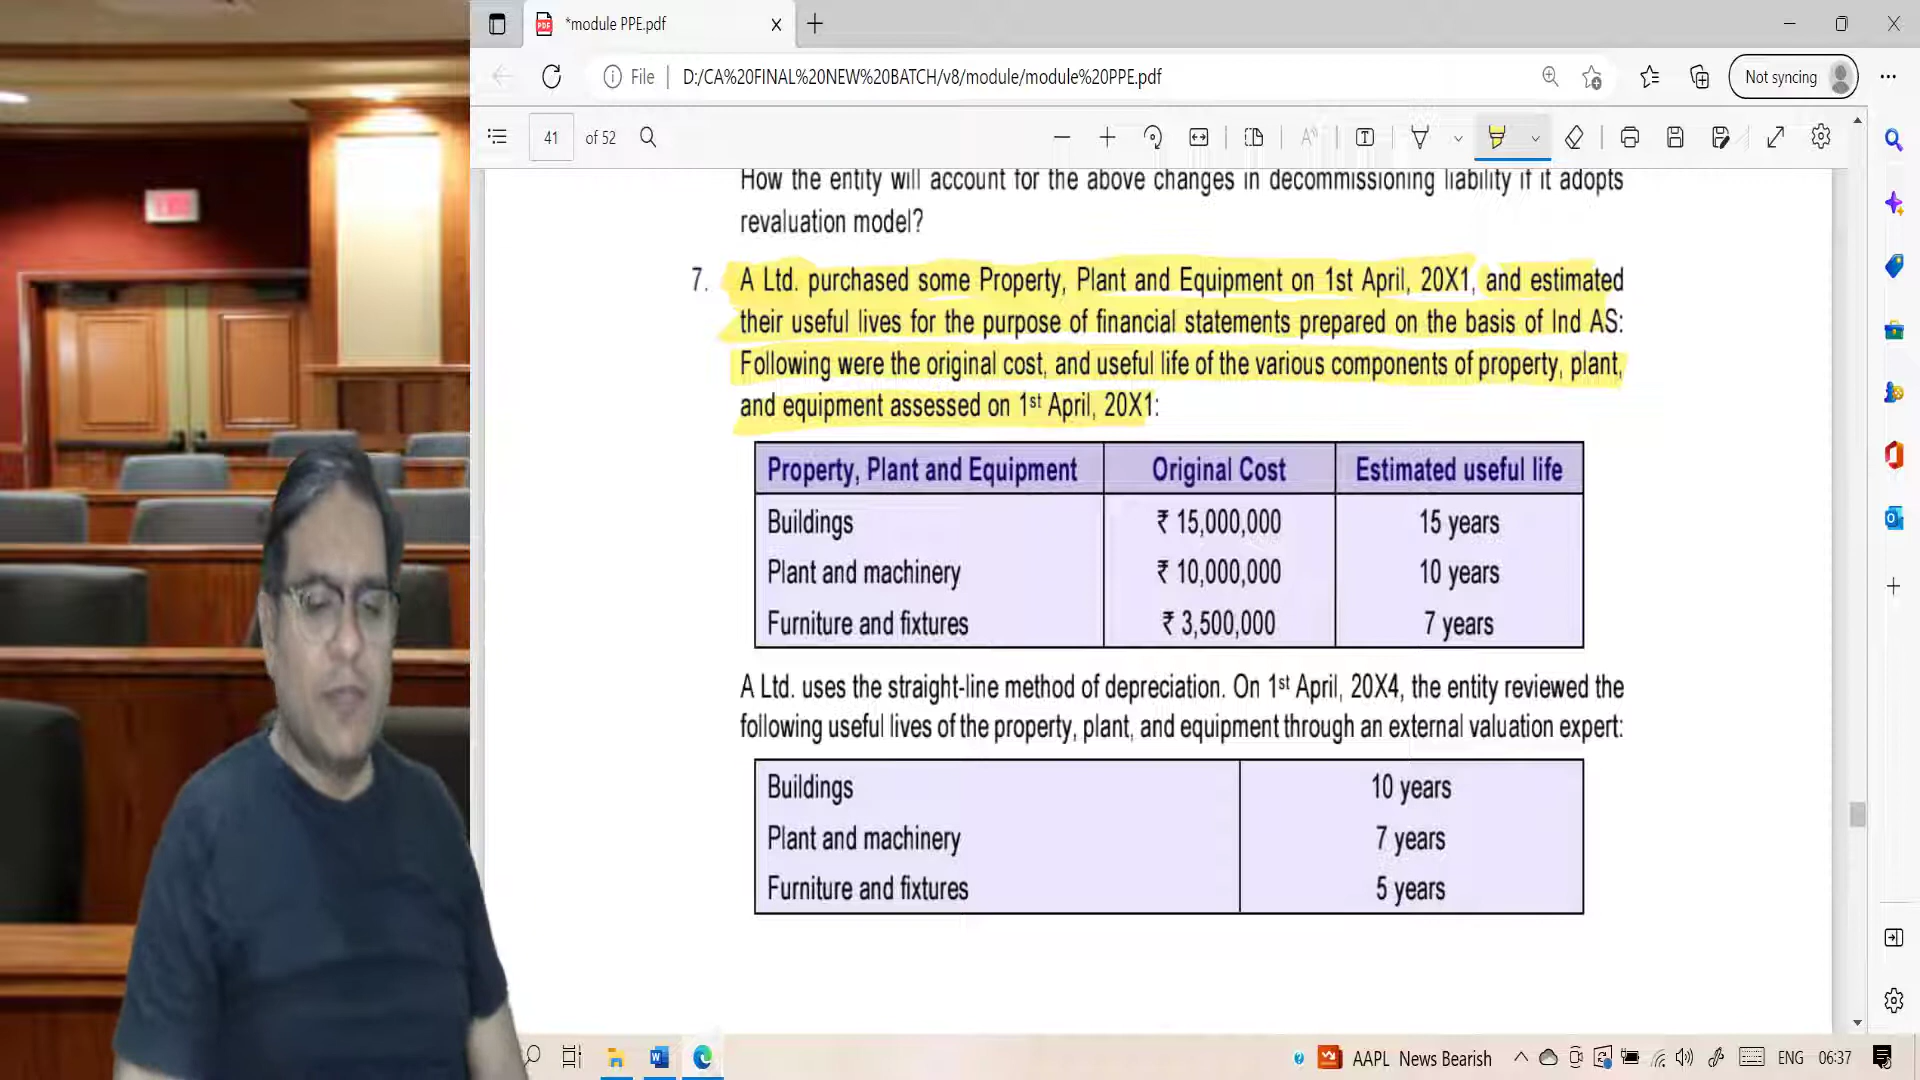 *module PPE.pdf
File
D:/CA%20FINAL%20NEW%20BATCH/v8/module/module%20PPE.pdf
Not syncing
41 of 52
How the entity will account for the above changes in decommissioning liability if it adopts
revaluation model?
7. A Ltd. purchased some Property, Plant and Equipment on 1st April, 20X1, and estimated
their useful lives for the purpose of financial statements prepared on the basis of Ind AS:
Following were the original cost, and useful life of the various components of property, plant,
and equipment assessed on 1st April, 20X1:
Property, Plant and Equipment Original Cost Estimated useful life
Buildings ₹ 15,000,000 15 years
Plant and machinery ₹ 10,000,000 10 years
Furniture and fixtures ₹ 3,500,000 7 years
A Ltd. uses the straight-line method of depreciation. On 1st April, 20X4, the entity reviewed the
following useful lives of the property, plant, and equipment through an external valuation expert:
Buildings 10 years
Plant and machinery 7 years
Furniture and fixtures 5 years
AAPL News Bearish
ENG 06:37